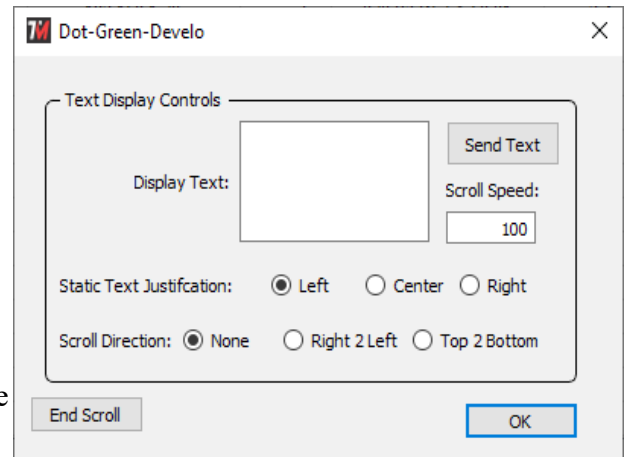 Dot-Green-Develo
Text Display Controls
Send Text
Display Text:
Scroll Speed:
100
Static Text Justifcation: Left Center Right
Scroll Direction: None Right 2 Left Top 2 Bottom
e
End Scroll
OK